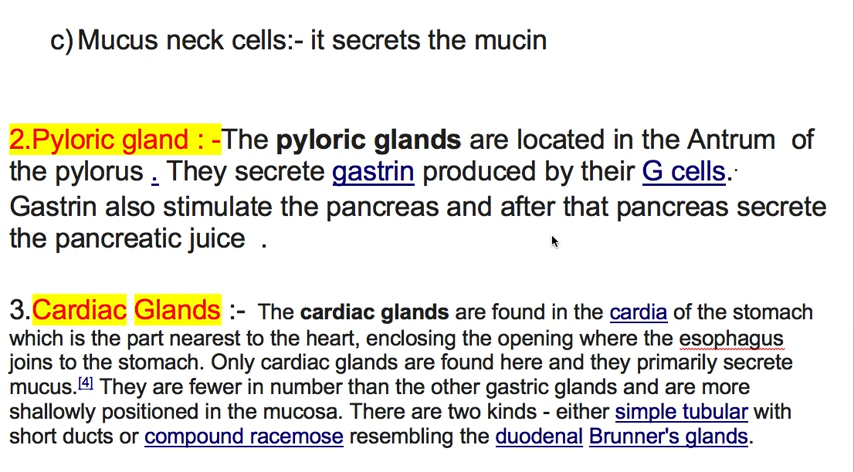 c) Mucus neck cells:- it secrets the mucin
2.Pyloric gland : -The pyloric glands are located in the Antrum of
the pylorus . They secrete gastrin produced by their G cells.·
Gastrin also stimulate the pancreas and after that pancreas secrete
the pancreatic juice .
3.Cardiac Glands :- The cardiac glands are found in the cardia of the stomach
which is the part nearest to the heart, enclosing the opening where the esophagus
joins to the stomach. Only cardiac glands are found here and they primarily secrete
mucus.[4] They are fewer in number than the other gastric glands and are more
shallowly positioned in the mucosa. There are two kinds - either simple tubular with
short ducts or compound racemose resembling the duodenal Brunner's glands.